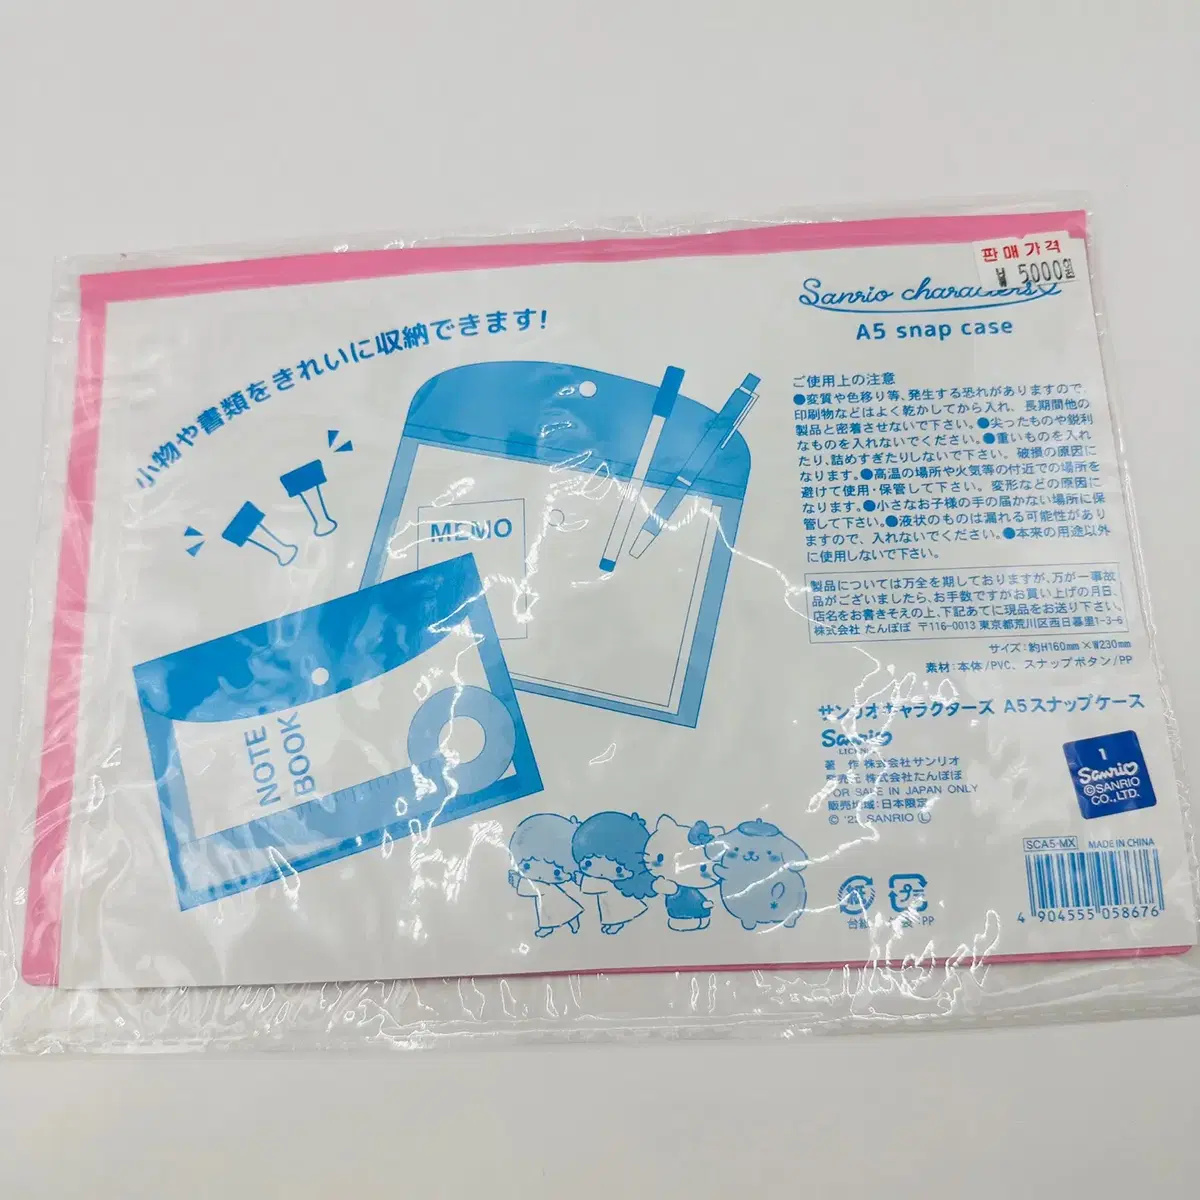 小物や書類をきれいに収納できます!
MEMO
NOTE
BOOK
판매가격
₩ 5000원
Sanrio characters
A5 snap case
ご使用上の注意
●変質や色移り等、発生する恐れがありますので、
印刷物などはよく乾かしてから入れ、長期間他の
製品と密着させないで下さい。●尖ったものや鋭利
なものを入れないでください。●重いものを入れ
たり、詰めすぎたりしないで下さい。破損の原因に
なります。●高温の場所や火気等の付近での場所を
避けて使用・保管して下さい。変形などの原因に
なります。●小さなお子様の手の届かない場所に保
管して下さい。●液状のものは漏れる可能性があり
ますので、入れないでください。●本来の用途以外
に使用しないで下さい。
製品については万全を期しておりますが、万が一事故
品がございましたら、お手数ですがお買い上げの月日、
店名をお書きそえの上、下記あてに現品をお送り下さい。
株式会社 たんぽぽ 〒116-0013 東京都荒川区西日暮里1-3-6
サイズ:約H160mm×W230mm
素材:本体/PVC、スナップボタン/PP
サンリオキャラクターズ A5スナップケース
Sanrio
LICENSE
著 作 株式会社サンリオ
株式会社たんぽぽ
FOR SALE IN JAPAN ONLY
販売地域:日本限定
SANRIO Ⓛ
1
Sanrio
©SANRIO
CO.,LTD.
SCA5-MX MADE IN CHINA
4 904555 058676
プラ
台紙
PP